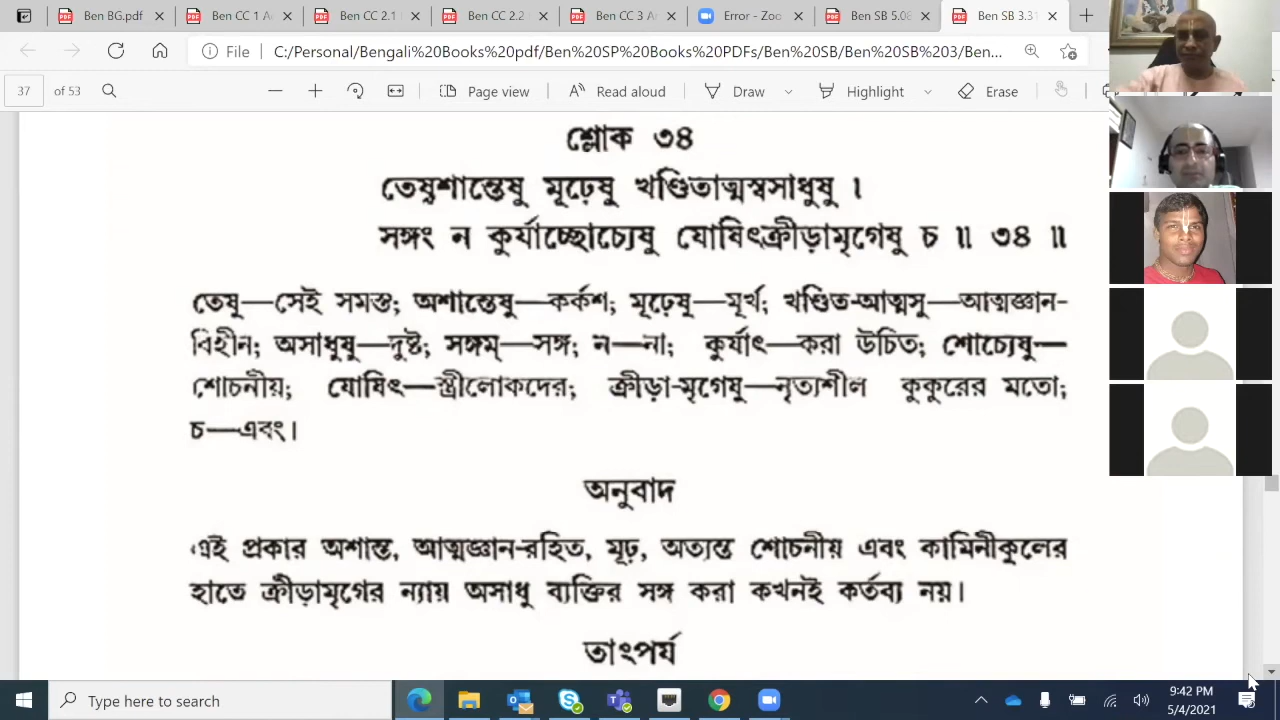 Ben BG.pdf
Ben CC
Ben CC 2.1
Ben CC 2.2
Ben CC 3 A
Error - zoo
Ben SB 5.08
Ben SB 3.31
File C:/Personal/Bengali%20Books%20pdf/Ben%20SP%20Books%20PDFs/Ben%20SB/Ben%20SB%203/Ben...
37 of 53 Page view Read aloud Draw Highlight Erase
শ্লোক ৩৪
তেষ্বশান্তেষু মূঢ়েষু খণ্ডিতাত্মস্বসাধুষু ।
সঙ্গং ন কুর্যাচ্ছোচ্যেষু যোষিৎক্রীড়ামৃগেষু চ ॥ ৩৪ ॥
তেষু—সেই সমস্ত; অশান্তেষু—কর্কশ; মূঢ়েষু—মূর্খ; খণ্ডিত-আত্মসু—আত্মজ্ঞান-
বিহীন; অসাধুষু—দুষ্ট; সঙ্গম্—সঙ্গ; ন—না; কুর্যাৎ—করা উচিত; শোচ্যেষু—
শোচনীয়; যোষিৎ—স্ত্রীলোকদের; ক্রীড়া-মৃগেষু—নৃত্যশীল কুকুরের মতো;
চ—এবং।
অনুবাদ
এই প্রকার অশান্ত, আত্মজ্ঞান-রহিত, মূঢ়, অত্যন্ত শোচনীয় এবং কামিনীকুলের
হাতে ক্রীড়ামৃগের ন্যায় অসাধু ব্যক্তির সঙ্গ করা কখনই কর্তব্য নয়।
তাৎপর্য
Type here to search
9:42 PM
5/4/2021